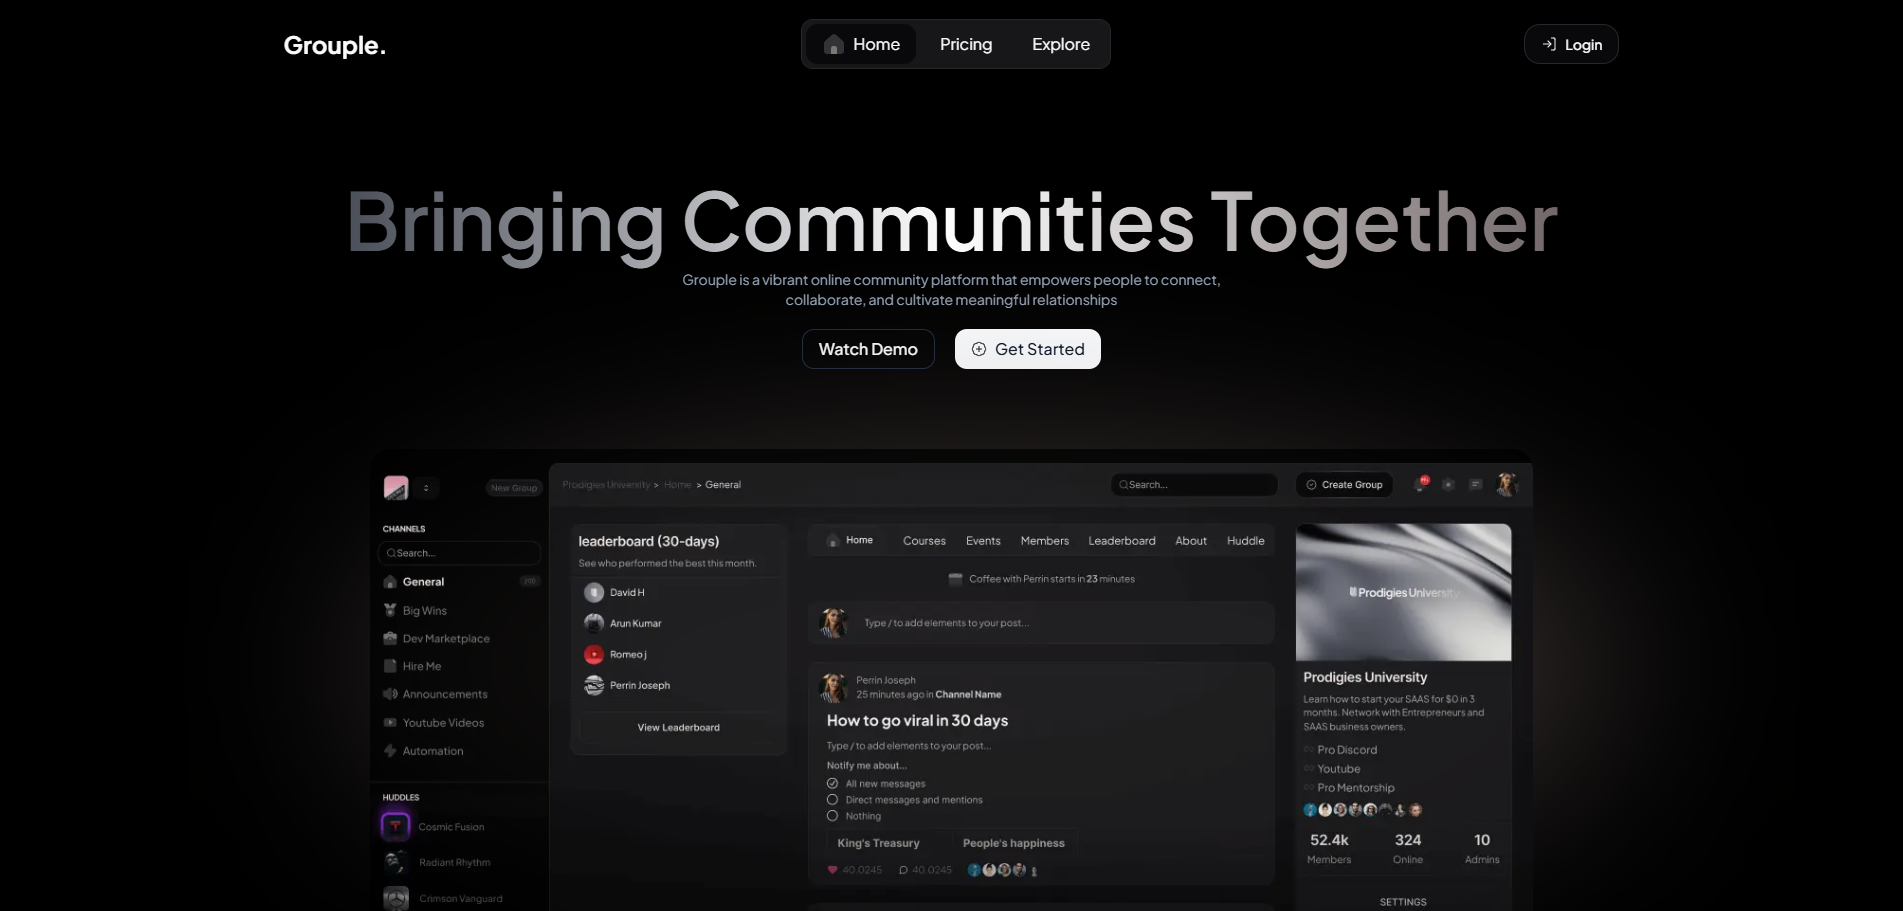 Grouple.
Home
Pricing
Explore
Login
Bringing Communities Together
Grouple is a vibrant online community platform that empowers people to connect,
collaborate, and cultivate meaningful relationships
Watch Demo
Get Started
New Group
Prodigies University > Home > General
Search...
Create Group
CHANNELS
Search...
General
Big Wins
Dev Marketplace
Hire Me
Announcements
Youtube Videos
Automation
HUDDLES
Cosmic Fusion
Radiant Rhythm
Crimson Vanguard
leaderboard (30-days)
See who performed the best this month.
David H
Arun Kumar
Romeo j
Perrin Joseph
View Leaderboard
Home
Courses
Events
Members
Leaderboard
About
Huddle
Coffee with Perrin starts in 23 minutes
Type / to add elements to your post...
Perrin Joseph
25 minutes ago in Channel Name
How to go viral in 30 days
Type / to add elements to your post...
Notify me about...
All new messages
Direct messages and mentions
Nothing
King's Treasury
People's happiness
40.0245
40.0245
Prodigies University
Prodigies University
Learn how to start your SAAS for $0 in 3
months. Network with Entrepreneurs and
SAAS business owners.
Pro Discord
Youtube
Pro Mentorship
52.4k
324
10
Members
Online
Admins
SETTINGS